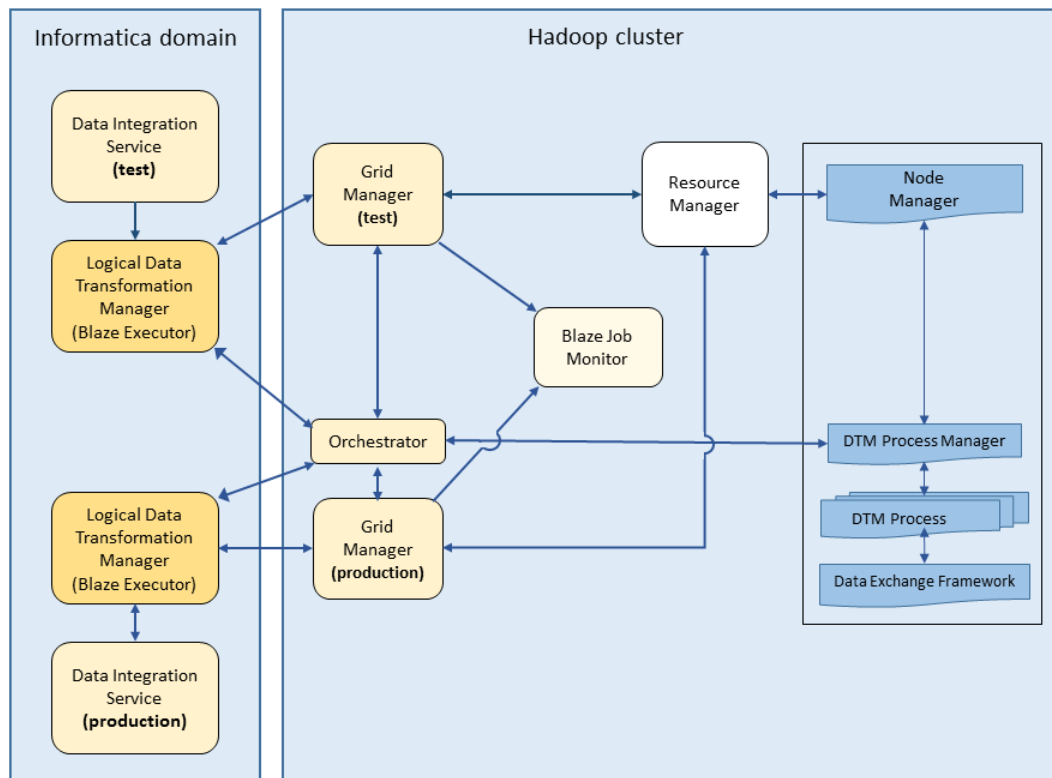 Informatica domain
Hadoop cluster
Data Integration
Service
(test)
Logical Data
Transformation
Manager
(Blaze Executor)
Grid
Manager
(test)
Resource
Manager
Node
Manager
Blaze Job
Monitor
Orchestrator
DTM Process Manager
Logical Data
Transformation
Manager
(Blaze Executor)
Grid
Manager
(production)
DTM Process
Data Exchange Framework
Data Integration
Service
(production)